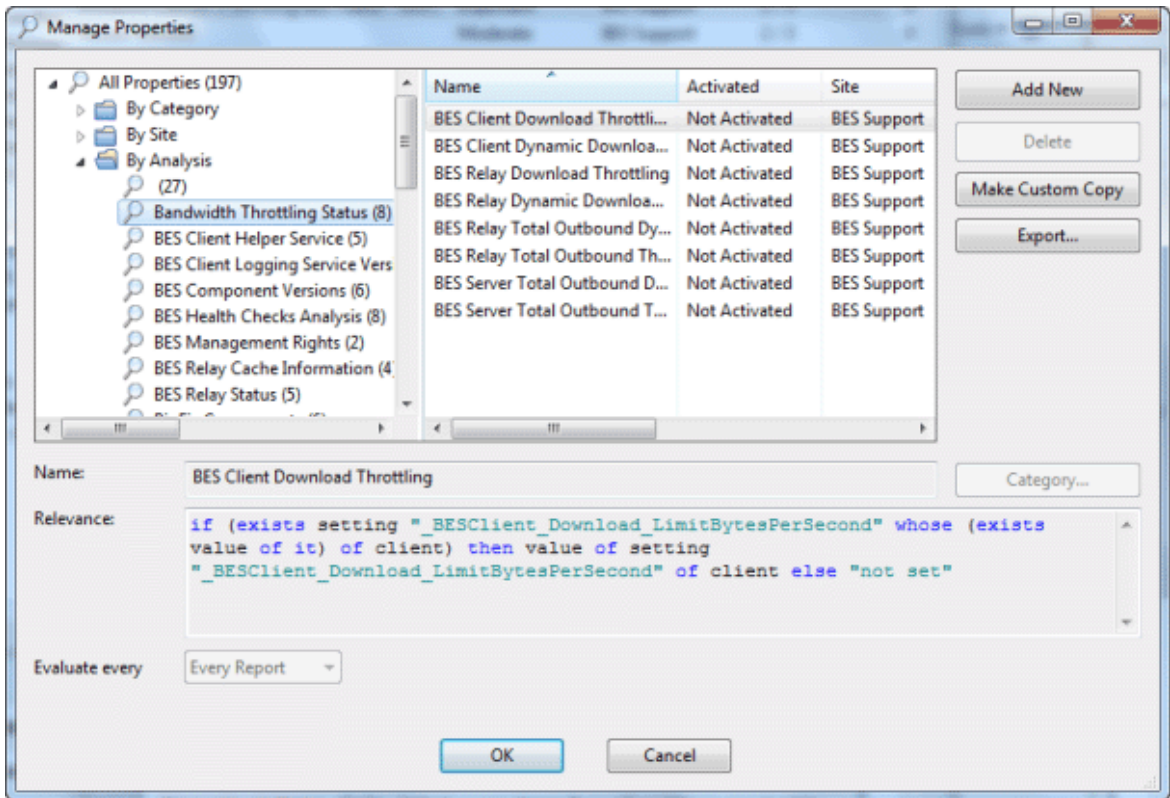 Manage Properties
All Properties (197)
By Category
By Site
By Analysis
(27)
Bandwidth Throttling Status (8)
BES Client Helper Service (5)
BES Client Logging Service Vers
BES Component Versions (6)
BES Health Checks Analysis (8)
BES Management Rights (2)
BES Relay Cache Information (4
BES Relay Status (5)
Name Activated Site
BES Client Download Throttli... Not Activated BES Support
BES Client Dynamic Downloa... Not Activated BES Support
BES Relay Download Throttling Not Activated BES Support
BES Relay Dynamic Downloa... Not Activated BES Support
BES Relay Total Outbound Dy... Not Activated BES Support
BES Relay Total Outbound Th... Not Activated BES Support
BES Server Total Outbound D... Not Activated BES Support
BES Server Total Outbound T... Not Activated BES Support
Add New
Delete
Make Custom Copy
Export...
Name: BES Client Download Throttling
Category...
Relevance: if (exists setting "_BESClient_Download_LimitBytesPerSecond" whose (exists
value of it) of client) then value of setting
"_BESClient_Download_LimitBytesPerSecond" of client else "not set"
Evaluate every Every Report
OK Cancel